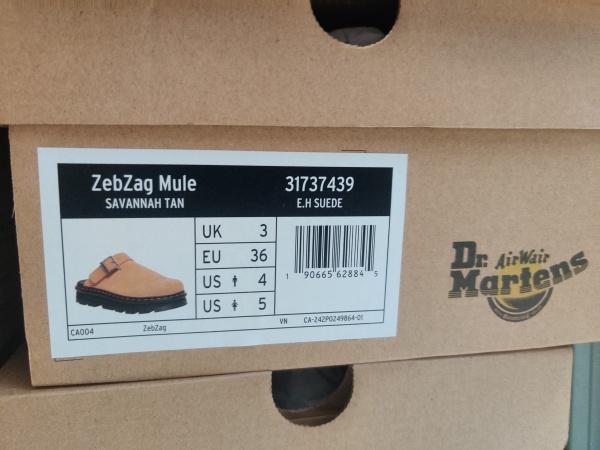 ZebZag Mule 31737439
SAVANNAH TAN E.H SUEDE
UK 3
EU 36
US 4
US 5
1 90665 62884 5
CA004 ZebZag VN CA-242P0249864-01
Dr. AirWair
Martens